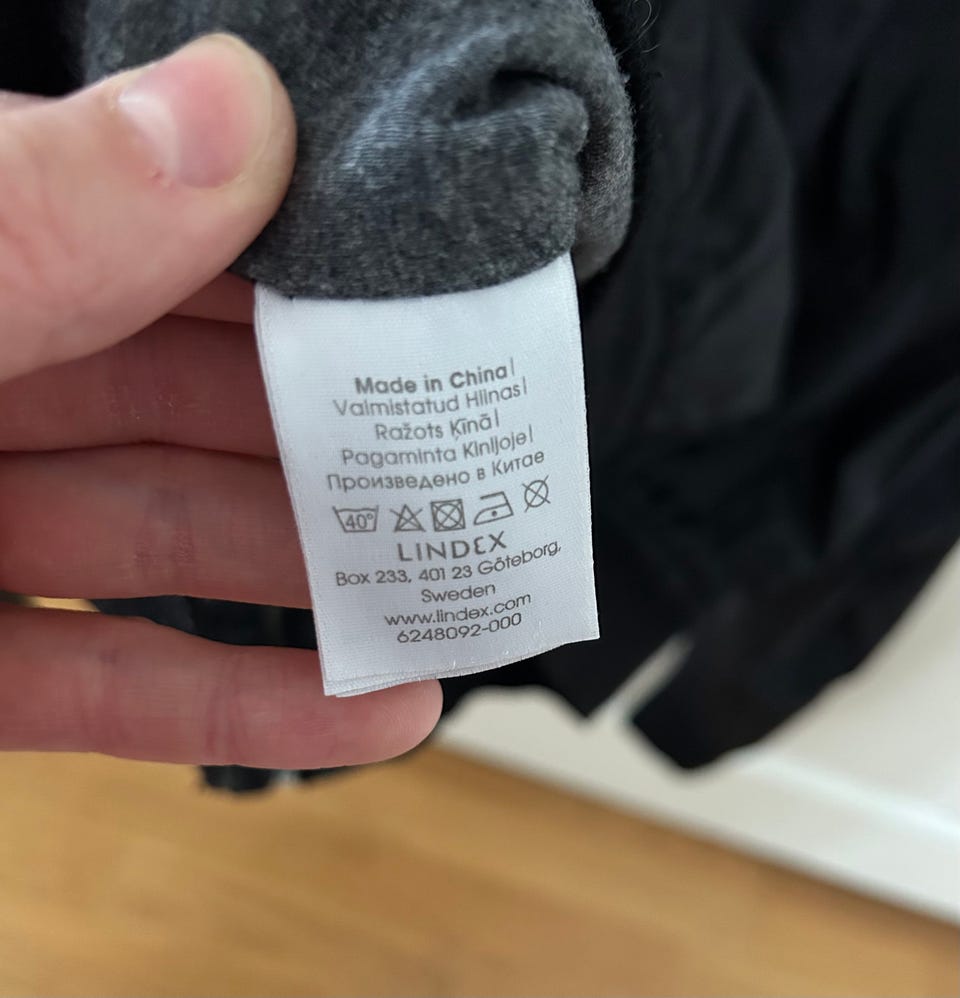 Made in China|
Valmistatud Hiinas|
Ražots Ķīnā|
Pagaminta Kinijoje|
Произведено в Китае
40°
LINDEX
Box 233, 401 23 Göteborg,
Sweden
www.lindex.com
6248092-000